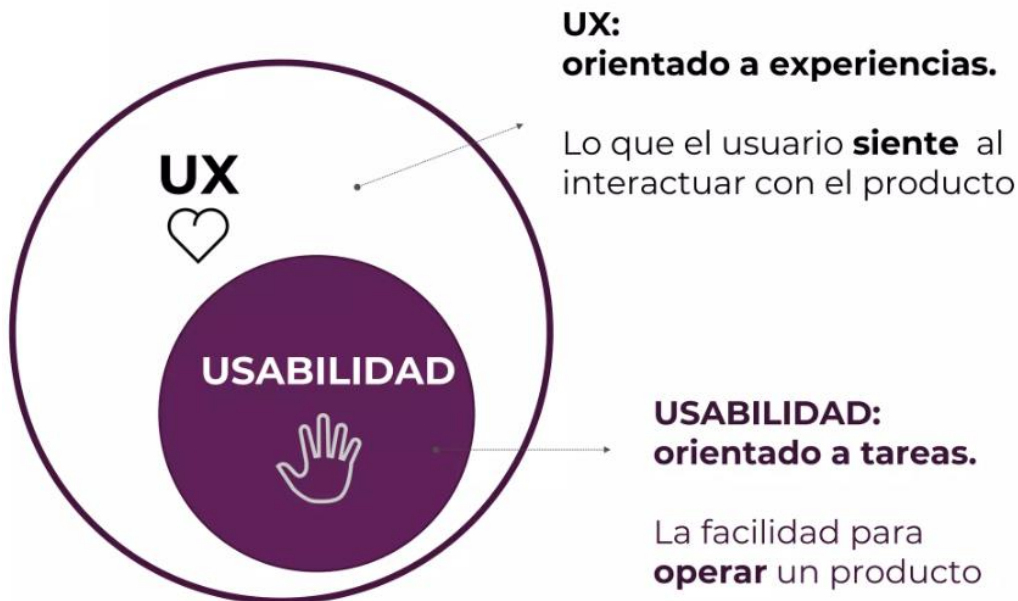 UX:
orientado a experiencias.
Lo que el usuario siente al
interactuar con el producto
UX
USABILIDAD
USABILIDAD:
orientado a tareas.
La facilidad para
operar un producto